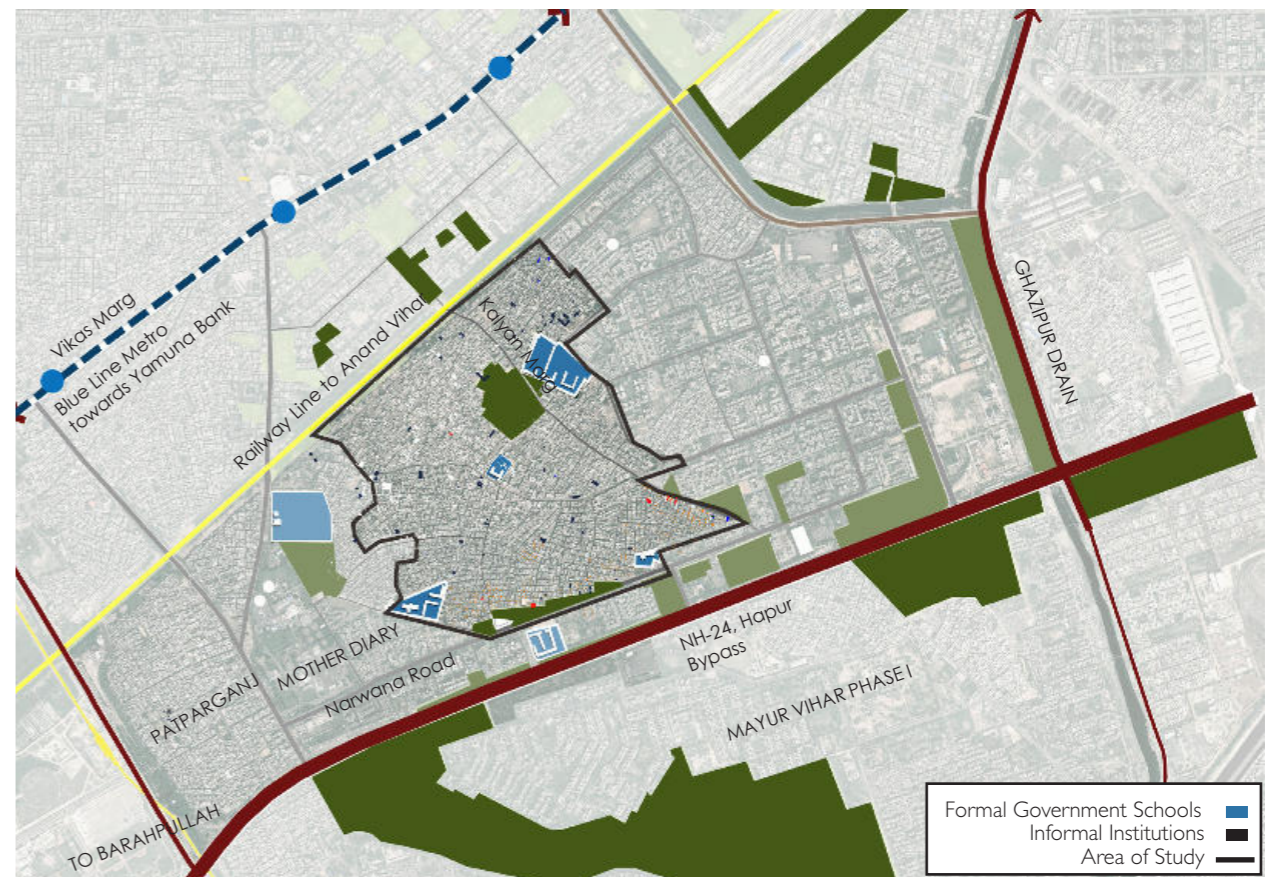 Vikas Marg
Blue Line Metro
towards Yamuna Bank
Railway Line to Anand Vihar
Kalyan Marg
GHAZIPUR DRAIN
MOTHER DIARY
PATPARGANJ
Narwana Road
NH-24, Hapur
Bypass
MAYUR VIHAR PHASE I
TO BARAHPULLAH
Formal Government Schools
Informal Institutions
Area of Study